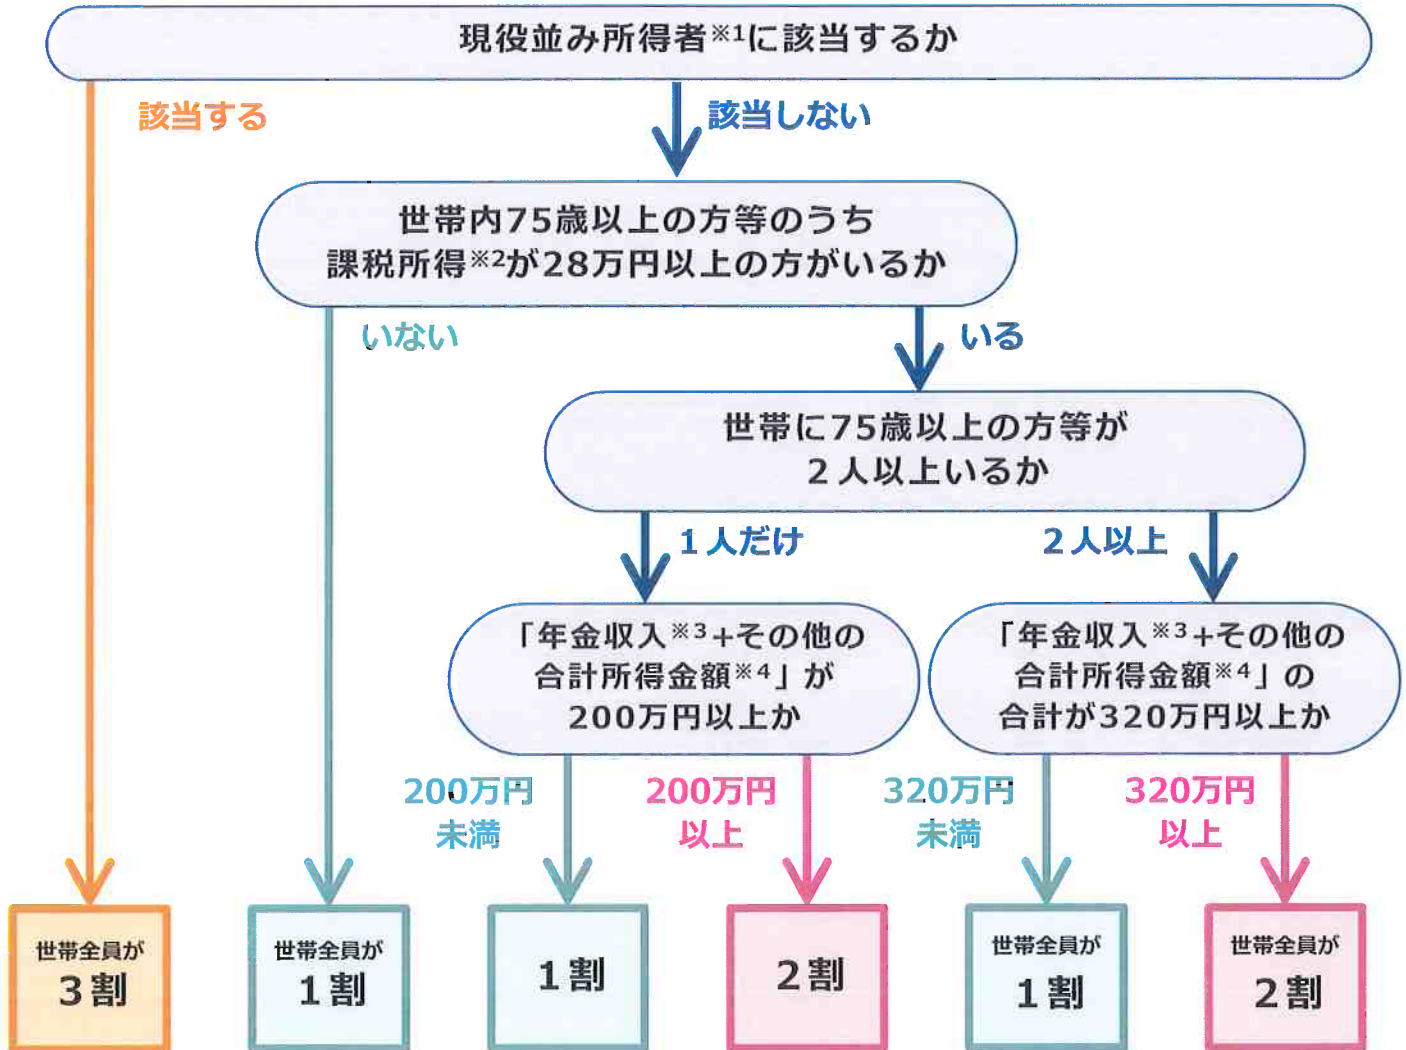 現役並み所得者※1に該当するか
該当する
該当しない
世帯内75歳以上の方等のうち
課税所得※2が28万円以上の方がいるか
いない
いる
世帯に75歳以上の方等が
２人以上いるか
１人だけ
２人以上
「年金収入※3+その他の
合計所得金額※4」が
200万円以上か
「年金収入※3+その他の
合計所得金額※4」の
合計が320万円以上か
200万円
未満
200万円
以上
320万円
未満
320万円
以上
世帯全員が
３割
世帯全員が
１割
１割
２割
世帯全員が
１割
世帯全員が
２割